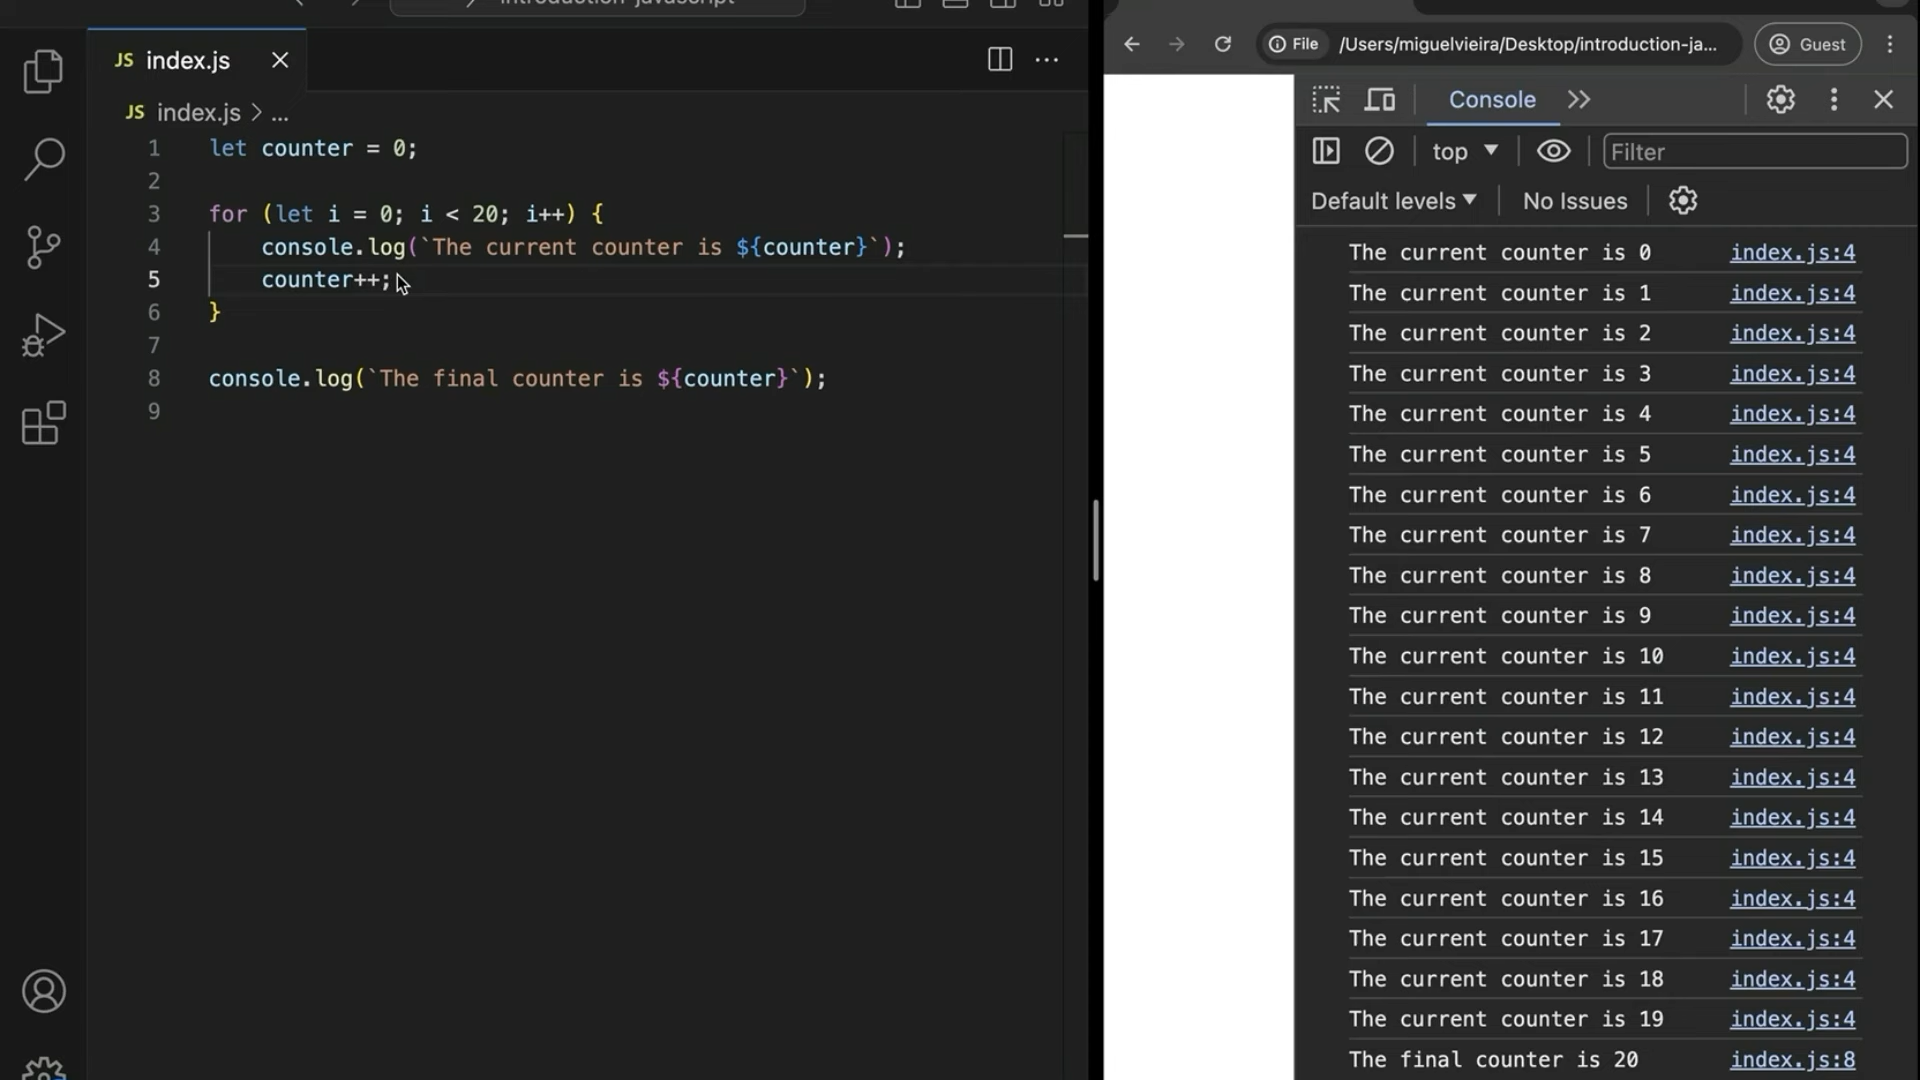 introduction-javascript
JS index.js
JS index.js > ...
1 let counter = 0;
2
3 for (let i = 0; i < 20; i++) {
4 console.log(`The current counter is ${counter}`);
5 counter++;
6 }
7
8 console.log(`The final counter is ${counter}`);
9
File /Users/miguelvieira/Desktop/introduction-ja... Guest
Console
top Filter
Default levels No Issues
The current counter is 0 index.js:4
The current counter is 1 index.js:4
The current counter is 2 index.js:4
The current counter is 3 index.js:4
The current counter is 4 index.js:4
The current counter is 5 index.js:4
The current counter is 6 index.js:4
The current counter is 7 index.js:4
The current counter is 8 index.js:4
The current counter is 9 index.js:4
The current counter is 10 index.js:4
The current counter is 11 index.js:4
The current counter is 12 index.js:4
The current counter is 13 index.js:4
The current counter is 14 index.js:4
The current counter is 15 index.js:4
The current counter is 16 index.js:4
The current counter is 17 index.js:4
The current counter is 18 index.js:4
The current counter is 19 index.js:4
The final counter is 20 index.js:8